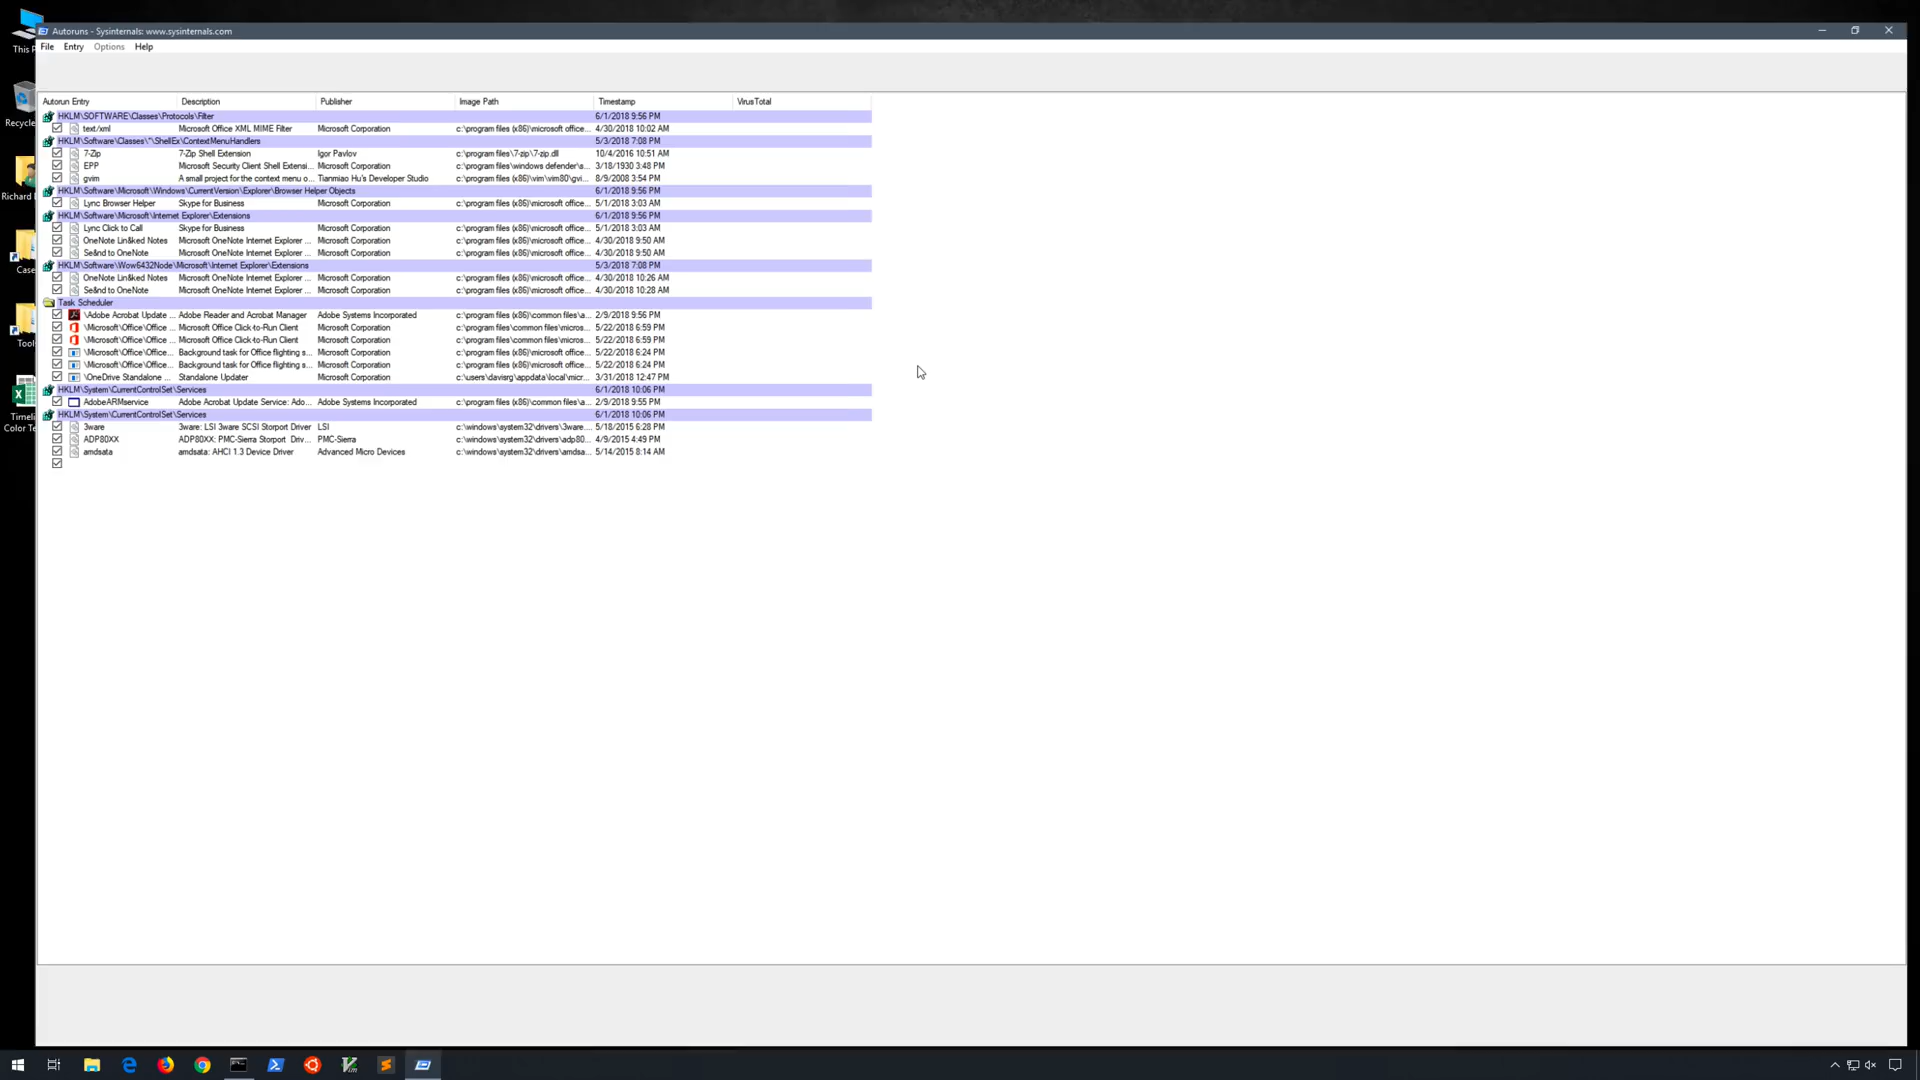 This P
Recycle
Richard
Case
Tool
Timeli
Color Te
Autoruns - Sysinternals: www.sysinternals.com
File Entry Options Help
Autorun Entry Description Publisher Image Path Timestamp VirusTotal
HKLM\SOFTWARE\Classes\Protocols\Filter 6/1/2018 9:56 PM
text/xml Microsoft Office XML MIME Filter Microsoft Corporation c:\program files (x86)\microsoft office... 4/30/2018 10:02 AM
HKLM\Software\Classes\*\ShellEx\ContextMenuHandlers 5/3/2018 7:08 PM
7-Zip 7-Zip Shell Extension Igor Pavlov c:\program files\7-zip\7-zip.dll 10/4/2016 10:51 AM
EPP Microsoft Security Client Shell Extensi... Microsoft Corporation c:\program files\windows defender\s... 3/18/1930 3:48 PM
gvim A small project for the context menu o... Tianmiao Hu's Developer Studio c:\program files (x86)\vim\vim80\gvi... 8/9/2008 3:54 PM
HKLM\Software\Microsoft\Windows\CurrentVersion\Explorer\Browser Helper Objects 6/1/2018 9:56 PM
Lync Browser Helper Skype for Business Microsoft Corporation c:\program files (x86)\microsoft office... 5/1/2018 3:03 AM
HKLM\Software\Microsoft\Internet Explorer\Extensions 6/1/2018 9:56 PM
Lync Click to Call Skype for Business Microsoft Corporation c:\program files (x86)\microsoft office... 5/1/2018 3:03 AM
OneNote Lin&ked Notes Microsoft OneNote Internet Explorer ... Microsoft Corporation c:\program files (x86)\microsoft office... 4/30/2018 9:50 AM
Se&nd to OneNote Microsoft OneNote Internet Explorer ... Microsoft Corporation c:\program files (x86)\microsoft office... 4/30/2018 9:50 AM
HKLM\Software\Wow6432Node\Microsoft\Internet Explorer\Extensions 5/3/2018 7:08 PM
OneNote Lin&ked Notes Microsoft OneNote Internet Explorer ... Microsoft Corporation c:\program files (x86)\microsoft office... 4/30/2018 10:26 AM
Se&nd to OneNote Microsoft OneNote Internet Explorer ... Microsoft Corporation c:\program files (x86)\microsoft office... 4/30/2018 10:28 AM
Task Scheduler
\Adobe Acrobat Update ... Adobe Reader and Acrobat Manager Adobe Systems Incorporated c:\program files (x86)\common files\a... 2/9/2018 9:56 PM
\Microsoft\Office\Office ... Microsoft Office Click-to-Run Client Microsoft Corporation c:\program files\common files\micros... 5/22/2018 6:59 PM
\Microsoft\Office\Office ... Microsoft Office Click-to-Run Client Microsoft Corporation c:\program files\common files\micros... 5/22/2018 6:59 PM
\Microsoft\Office\Office... Background task for Office flighting s... Microsoft Corporation c:\program files (x86)\microsoft office... 5/22/2018 6:24 PM
\Microsoft\Office\Office... Background task for Office flighting s... Microsoft Corporation c:\program files (x86)\microsoft office... 5/22/2018 6:24 PM
\OneDrive Standalone ... Standalone Updater Microsoft Corporation c:\users\davisrg\appdata\local\micr... 3/31/2018 12:47 PM
HKLM\System\CurrentControlSet\Services 6/1/2018 10:06 PM
AdobeARMservice Adobe Acrobat Update Service: Ado... Adobe Systems Incorporated c:\program files (x86)\common files\a... 2/9/2018 9:55 PM
HKLM\System\CurrentControlSet\Services 6/1/2018 10:06 PM
3ware 3ware: LSI 3ware SCSI Storport Driver LSI c:\windows\system32\drivers\3ware.... 5/18/2015 6:28 PM
ADP80XX ADP80XX: PMC-Sierra Storport Driv... PMC-Sierra c:\windows\system32\drivers\adp80... 4/9/2015 4:49 PM
amdsata amdsata: AHCI 1.3 Device Driver Advanced Micro Devices c:\windows\system32\drivers\amdsa... 5/14/2015 8:14 AM